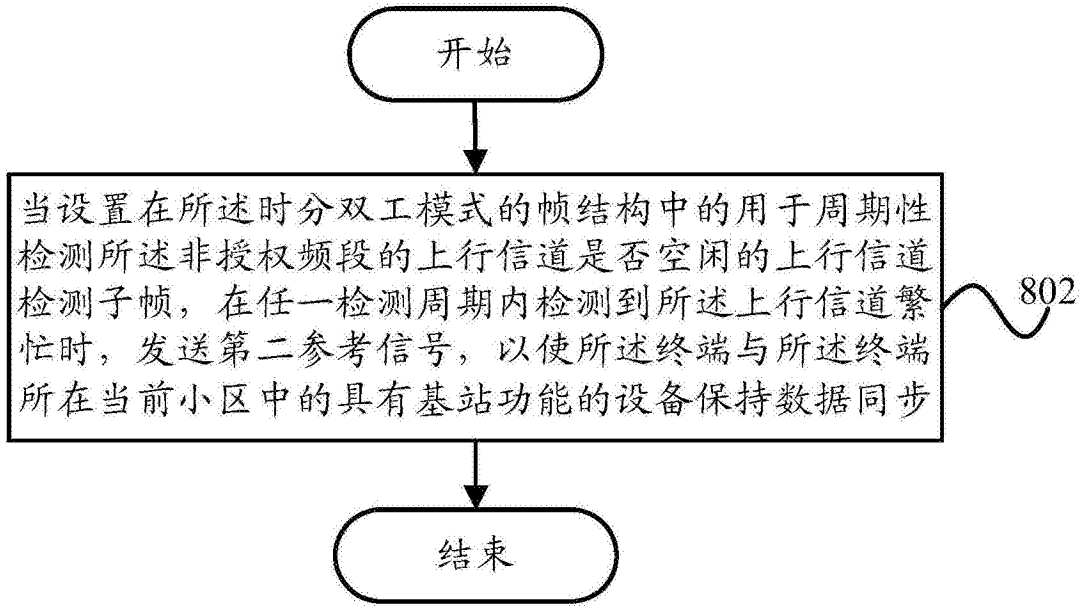 开始
当设置在所述时分双工模式的帧结构中的用于周期性
检测所述非授权频段的上行信道是否空闲的上行信道
检测子帧，在任一检测周期内检测到所述上行信道繁
忙时，发送第二参考信号，以使所述终端与所述终端
所在当前小区中的具有基站功能的设备保持数据同步
802
结束